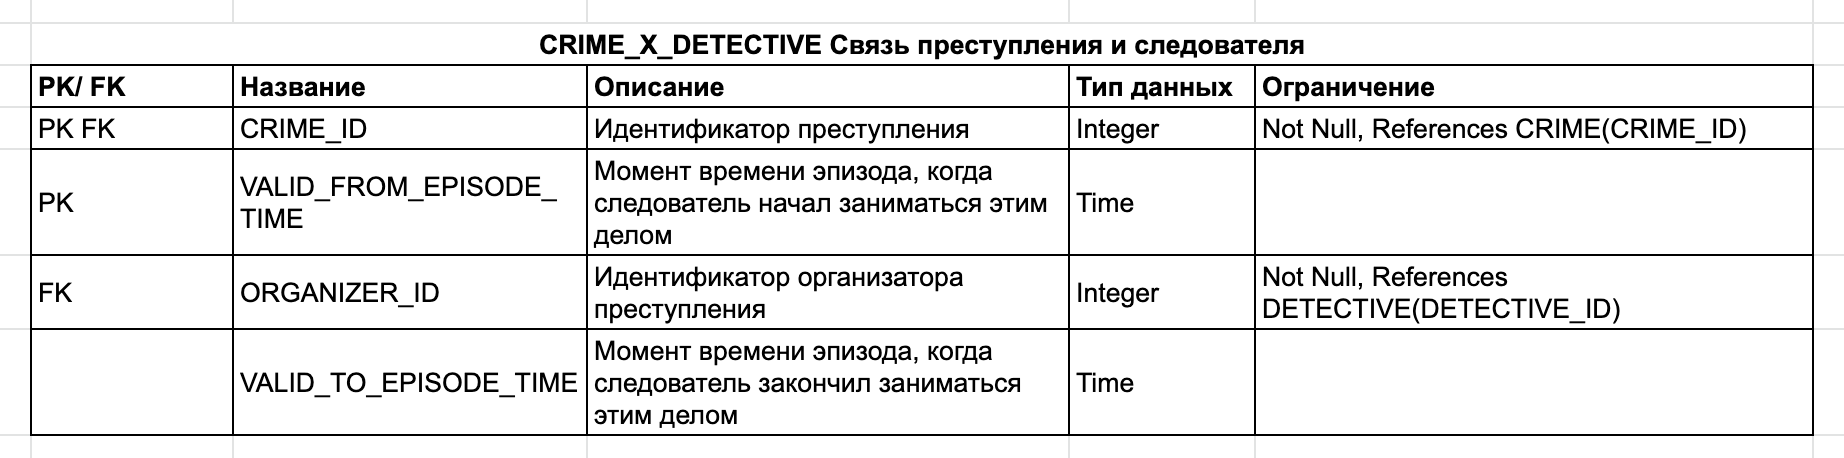 CRIME_X_DETECTIVE Связь преступления и следователя
PK/ FK Название Описание Тип данных Ограничение
PK FK CRIME_ID Идентификатор преступления Integer Not Null, References CRIME(CRIME_ID)
PK
VALID_FROM_EPISODE_
TIME
Момент времени эпизода, когда
следователь начал заниматься этим
делом
Time
FK
ORGANIZER_ID
Идентификатор организатора
преступления
Integer
Not Null, References
DETECTIVE(DETECTIVE_ID)
VALID_TO_EPISODE_TIME
Момент времени эпизода, когда
следователь закончил заниматься
этим делом
Time